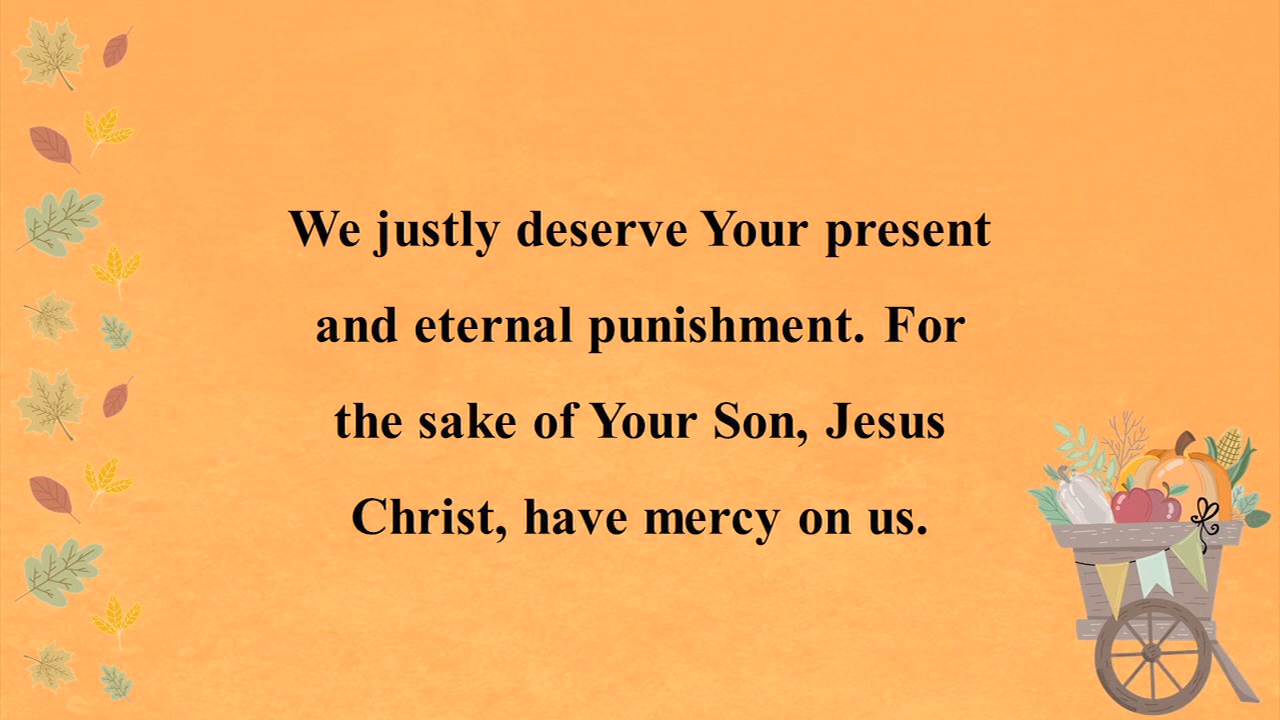 We justly deserve Your present
and eternal punishment. For
the sake of Your Son, Jesus
Christ, have mercy on us.